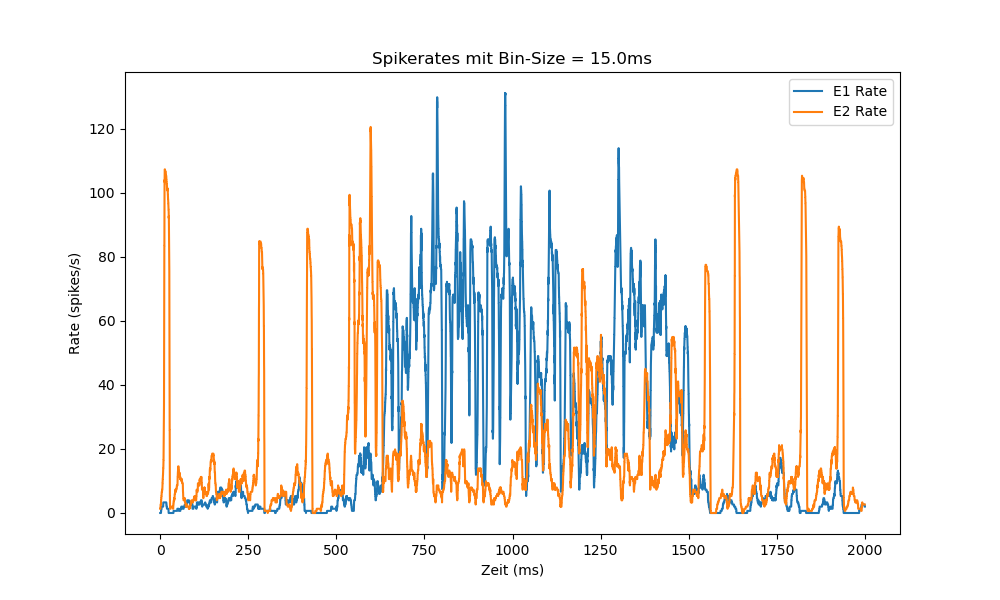 Spikerates mit Bin-Size = 15.0ms
E1 Rate
E2 Rate
120
100
80
60
40
20
0
Rate (spikes/s)
0 250 500 750 1000 1250 1500 1750 2000
Zeit (ms)